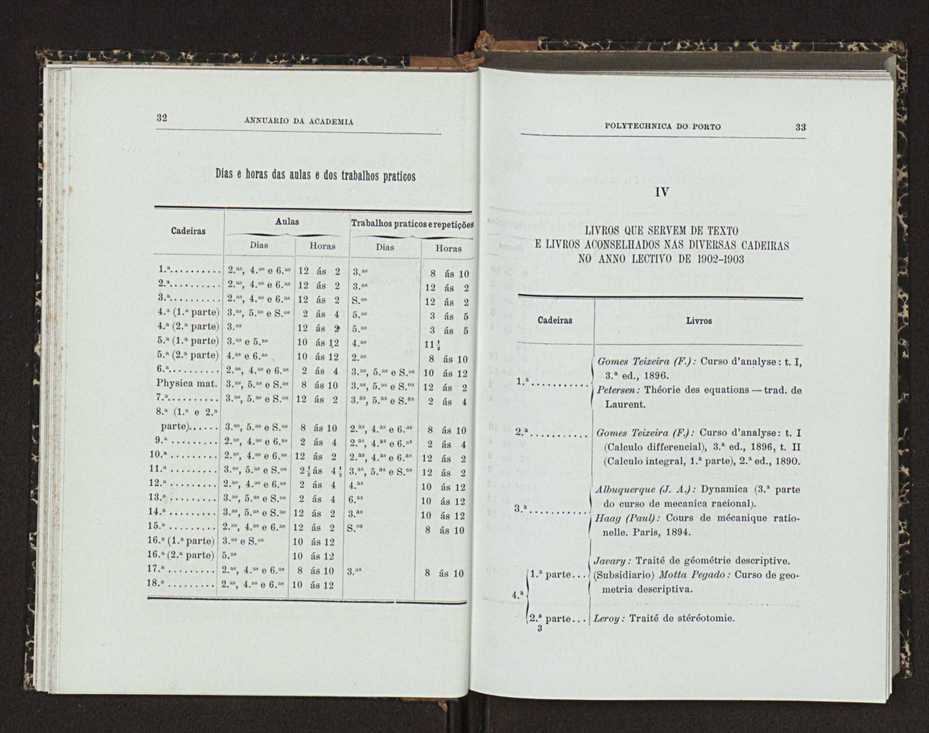 32 ANNUARIO DA ACADEMIA
Dias e horas das aulas e dos trabalhos praticos
Cadeiras Aulas Trabalhos praticos e repetições
Dias Horas Dias Horas
1.ª.......... 2.ᵃˢ, 4.ᵃˢ e 6.ᵃˢ 12 ás 2 3.ᵃˢ 8 ás 10
2.ª.......... 2.ᵃˢ, 4.ᵃˢ e 6.ᵃˢ 12 ás 2 3.ᵃˢ 12 ás 2
3.ª.......... 2.ᵃˢ, 4.ᵃˢ e 6.ᵃˢ 12 ás 2 S.ᵒˢ 12 ás 2
4.ª (1.ª parte) 3.ᵃˢ, 5.ᵃˢ e S.ᵒˢ 2 ás 4 5.ᵃˢ 3 ás 5
4.ª (2.ª parte) 3.ᵃˢ 12 ás 2 5.ᵃˢ 3 ás 5
5.ª (1.ª parte) 3.ᵃˢ e 5.ᵃˢ 10 ás 12 4.ᵃˢ 11½
5.ª (2.ª parte) 4.ᵃˢ e 6.ᵃˢ 10 ás 12 2.ᵃˢ 8 ás 10
6.ª.......... 2.ᵃˢ, 4.ᵃˢ e 6.ᵃˢ 2 ás 4 3.ᵃˢ, 5.ᵃˢ e S.ᵒˢ 10 ás 12
Physica mat. 3.ᵃˢ, 5.ᵃˢ e S.ᵒˢ 8 ás 10 3.ᵃˢ, 5.ᵃˢ e S.ᵒˢ 12 ás 2
7.ª.......... 3.ᵃˢ, 5.ᵃˢ e S.ᵒˢ 12 ás 2 3.ᵃˢ, 5.ᵃˢ e S.ᵒˢ 2 ás 4
8.ª (1.ª e 2.ª
parte)...... 3.ᵃˢ, 5.ᵃˢ e S.ᵒˢ 8 ás 10 2.ᵃˢ, 4.ᵃˢ e 6.ᵃˢ 8 ás 10
9.ª ......... 2.ᵃˢ, 4.ᵃˢ e 6.ᵃˢ 2 ás 4 2.ᵃˢ, 4.ᵃˢ e 6.ᵃˢ 2 ás 4
10.ª ......... 2.ᵃˢ, 4.ᵃˢ e 6.ᵃˢ 12 ás 2 2.ᵃˢ, 4.ᵃˢ e 6.ᵃˢ 12 ás 2
11.ª ......... 3.ᵃˢ, 5.ᵃˢ e S.ᵒˢ 2½ ás 4½ 3.ᵃˢ, 5.ᵃˢ e S.ᵒˢ 12 ás 2
12.ª ......... 2.ᵃˢ, 4.ᵃˢ e 6.ᵃˢ 2 ás 4 4.ᵃˢ 10 ás 12
13.ª ......... 3.ᵃˢ, 5.ᵃˢ e S.ᵒˢ 2 ás 4 6.ᵃˢ 10 ás 12
14.ª ......... 3.ᵃˢ, 5.ᵃˢ e S.ᵒˢ 12 ás 2 3.ᵃˢ 10 ás 12
15.ª ......... 2.ᵃˢ, 4.ᵃˢ e 6.ᵃˢ 12 ás 2 S.ᵒˢ 8 ás 10
16.ª (1.ª parte) 3.ᵃˢ e S.ᵒˢ 10 ás 12
16.ª (2.ª parte) 5.ᵃˢ 10 ás 12
17.ª ......... 2.ᵃˢ, 4.ᵃˢ e 6.ᵃˢ 8 ás 10 3.ᵃˢ 8 ás 10
18.ª ......... 2.ᵃˢ, 4.ᵃˢ e 6.ᵃˢ 10 ás 12
POLYTECHNICA DO PORTO 33
IV
LIVROS QUE SERVEM DE TEXTO
E LIVROS ACONSELHADOS NAS DIVERSAS CADEIRAS
NO ANNO LECTIVO DE 1902-1903
Cadeiras Livros
1.ª........... Gomes Teixeira (F.): Curso d'analyse: t. I,
3.ª ed., 1896.
Petersen: Théorie des equations — trad. de
Laurent.
2.ª........... Gomes Teixeira (F.): Curso d'analyse: t. I
(Calculo differencial), 3.ª ed., 1896, t. II
(Calculo integral, 1.ª parte), 2.ª ed., 1890.
3.ª........... Albuquerque (J. A.): Dynamica (3.ª parte
do curso de mecanica racional).
Haag (Paul): Cours de mécanique ratio-
nelle. Paris, 1894.
4.ª 1.ª parte... Javary: Traité de géométrie descriptive.
(Subsidiario) Motta Pegado: Curso de geo-
metria descriptiva.
2.ª parte... Leroy: Traité de stéréotomie.
3